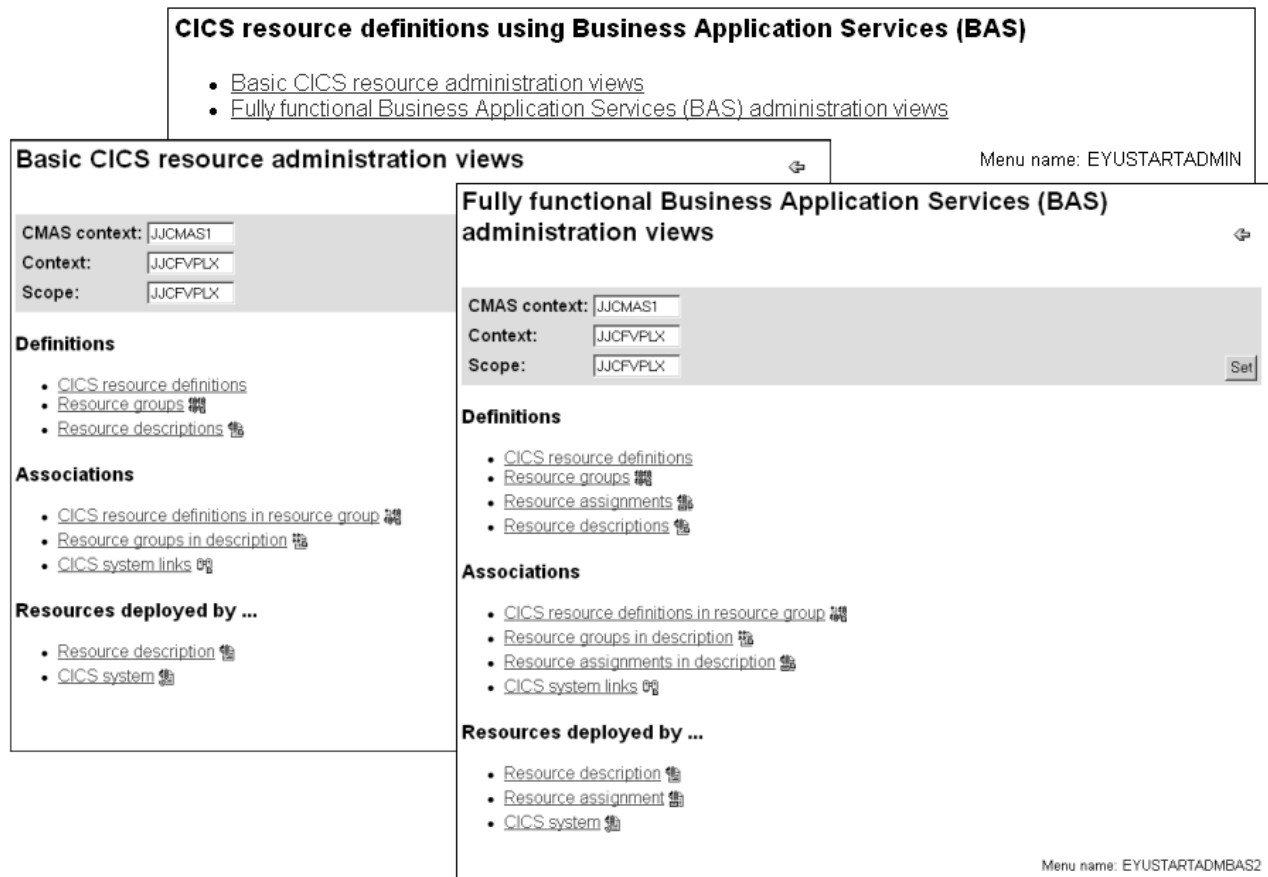 CICS resource definitions using Business Application Services (BAS)
• Basic CICS resource administration views
• Fully functional Business Application Services (BAS) administration views
Menu name: EYUSTARTADMIN
Basic CICS resource administration views
CMAS context: JJCMAS1
Context: JJCFVPLX
Scope: JJCFVPLX
Definitions
• CICS resource definitions
• Resource groups
• Resource descriptions
Associations
• CICS resource definitions in resource group
• Resource groups in description
• CICS system links
Resources deployed by ...
• Resource description
• CICS system
Fully functional Business Application Services (BAS)
administration views
CMAS context: JJCMAS1
Context: JJCFVPLX
Scope: JJCFVPLX
Set
Definitions
• CICS resource definitions
• Resource groups
• Resource assignments
• Resource descriptions
Associations
• CICS resource definitions in resource group
• Resource groups in description
• Resource assignments in description
• CICS system links
Resources deployed by ...
• Resource description
• Resource assignment
• CICS system
Menu name: EYUSTARTADMBAS2